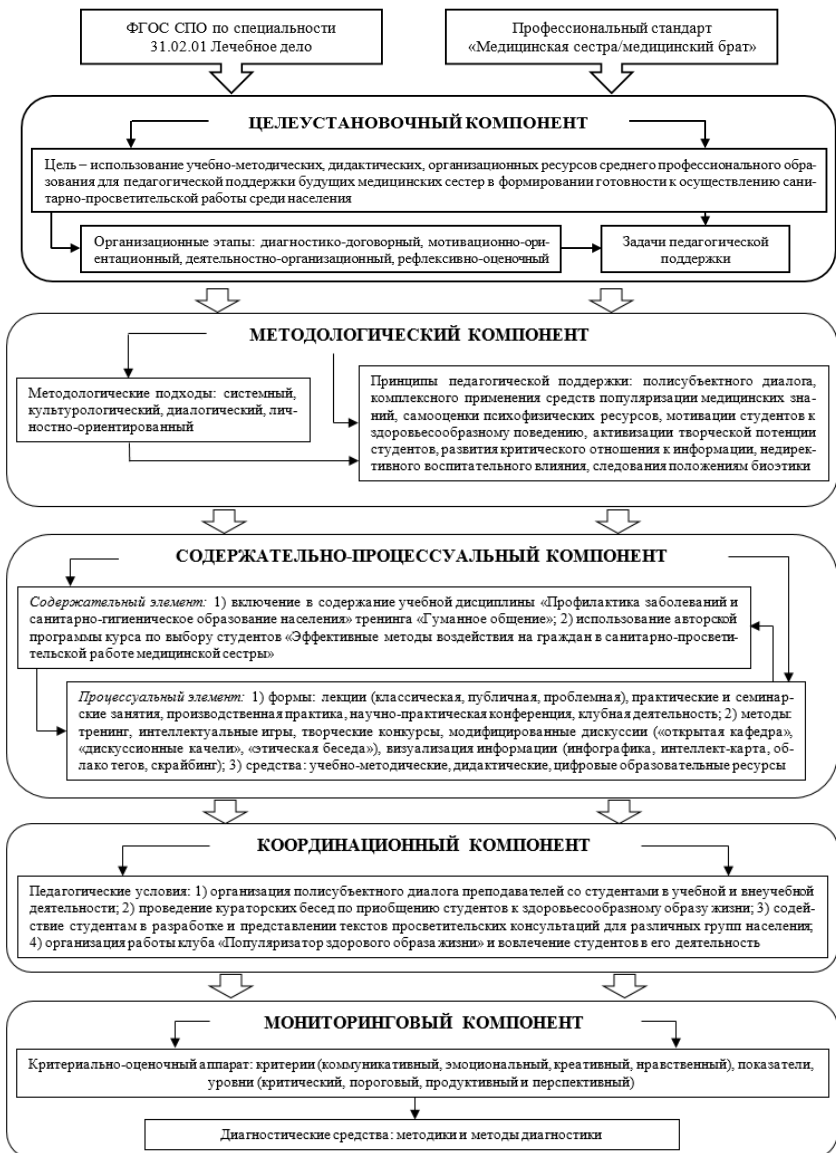 ФГОС СПО по специальности
31.02.01 Лечебное дело
Профессиональный стандарт
«Медицинская сестра/медицинский брат»
ЦЕЛЕУСТАНОВОЧНЫЙ КОМПОНЕНТ
Цель – использование учебно-методических, дидактических, организационных ресурсов среднего профессионального обра-
зования для педагогической поддержки будущих медицинских сестер в формировании готовности к осуществлению сани-
тарно-просветительской работы среди населения
Организационные этапы: диагностико-договорный, мотивационно-ори-
ентационный, деятельностно-организационный, рефлексивно-оценочный
Задачи педагогической
поддержки
МЕТОДОЛОГИЧЕСКИЙ КОМПОНЕНТ
Методологические подходы: системный,
культурологический, диалогический, лич-
ностно-ориентированный
Принципы педагогической поддержки: полисубъектного диалога,
комплексного применения средств популяризации медицинских зна-
ний, самооценки психофизических ресурсов, мотивации студентов к
здоровьесообразному поведению, активизации творческой потенции
студентов, развития критического отношения к информации, недирек-
тивного воспитательного влияния, следования положениям биоэтики
СОДЕРЖАТЕЛЬНО-ПРОЦЕССУАЛЬНЫЙ КОМПОНЕНТ
Содержательный элемент: 1) включение в содержание учебной дисциплины «Профилактика заболеваний и
санитарно-гигиеническое образование населения» тренинга «Гуманное общение»; 2) использование авторской
программы курса по выбору студентов «Эффективные методы воздействия на граждан в санитарно-просвети-
тельской работе медицинской сестры»
Процессуальный элемент: 1) формы: лекции (классическая, публичная, проблемная), практические и семинар-
ские занятия, производственная практика, научно-практическая конференция, клубная деятельность; 2) методы:
тренинг, интеллектуальные игры, творческие конкурсы, модифицированные дискуссии («открытая кафедра»,
«дискуссионные качели», «этическая беседа»), визуализация информации (инфографика, интеллект-карта, об-
лако тегов, скрайбинг); 3) средства: учебно-методические, дидактические, цифровые образовательные ресурсы
КООРДИНАЦИОННЫЙ КОМПОНЕНТ
Педагогические условия: 1) организация полисубъектного диалога преподавателей со студентами в учебной и внеучебной
деятельности; 2) проведение кураторских бесед по приобщению студентов к здоровьесообразному образу жизни; 3) содей-
ствие студентам в разработке и представлении текстов просветительских консультаций для различных групп населения;
4) организация работы клуба «Популяризатор здорового образа жизни» и вовлечение студентов в его деятельность
МОНИТОРИНГОВЫЙ КОМПОНЕНТ
Критериально-оценочный аппарат: критерии (коммуникативный, эмоциональный, креативный, нравственный), показатели,
уровни (критический, пороговый, продуктивный и перспективный)
Диагностические средства: методики и методы диагностики